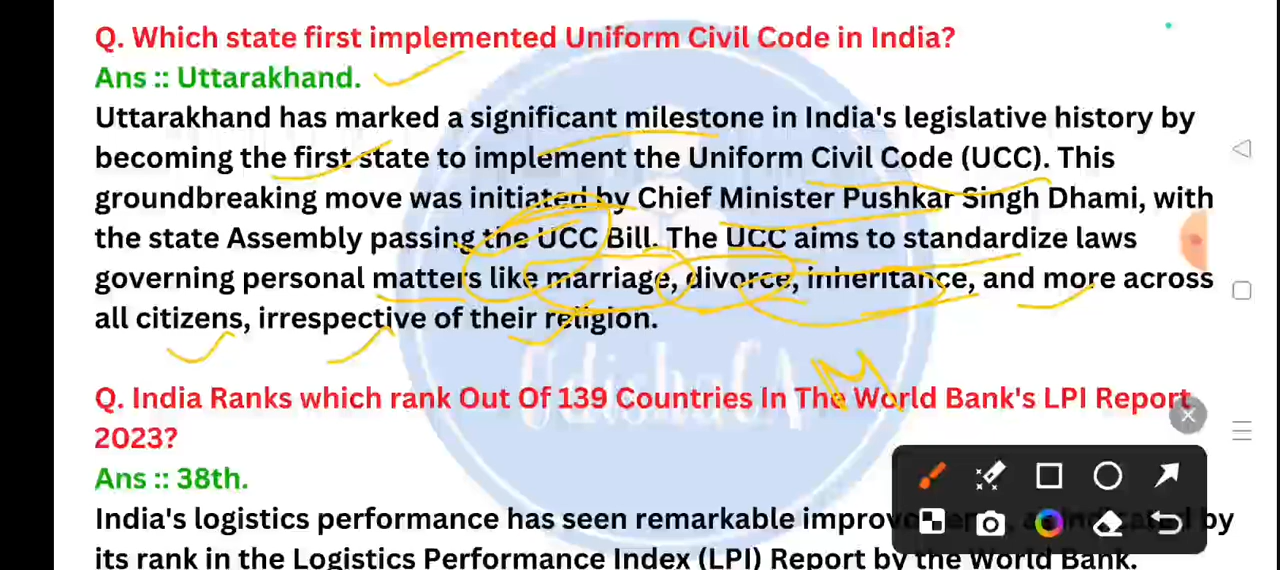 Q. Which state first implemented Uniform Civil Code in India?
Ans :: Uttarakhand.
Uttarakhand has marked a significant milestone in India's legislative history by
becoming the first state to implement the Uniform Civil Code (UCC). This
groundbreaking move was initiated by Chief Minister Pushkar Singh Dhami, with
the state Assembly passing the UCC Bill. The UCC aims to standardize laws
governing personal matters like marriage, divorce, inheritance, and more across
all citizens, irrespective of their religion.
OdishaGA
M
Q. India Ranks which rank Out Of 139 Countries In The World Bank's LPI Report
2023?
Ans :: 38th.
India's logistics performance has seen remarkable by
its rank in the Logistics Performance Index (LPI) Report by the World Bank.